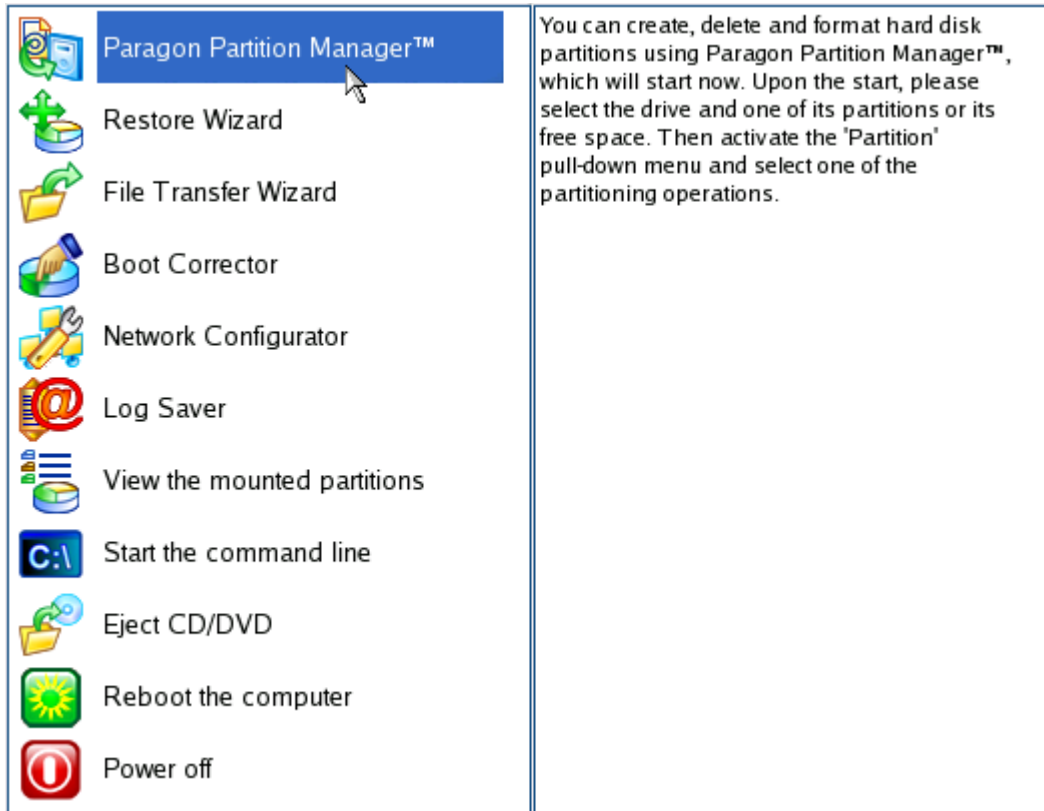 Paragon Partition Manager™
Restore Wizard
File Transfer Wizard
Boot Corrector
Network Configurator
@
Log Saver
View the mounted partitions
C:\
Start the command line
Eject CD/DVD
Reboot the computer
Power off
You can create, delete and format hard disk
partitions using Paragon Partition Manager™,
which will start now. Upon the start, please
select the drive and one of its partitions or its
free space. Then activate the 'Partition'
pull-down menu and select one of the
partitioning operations.